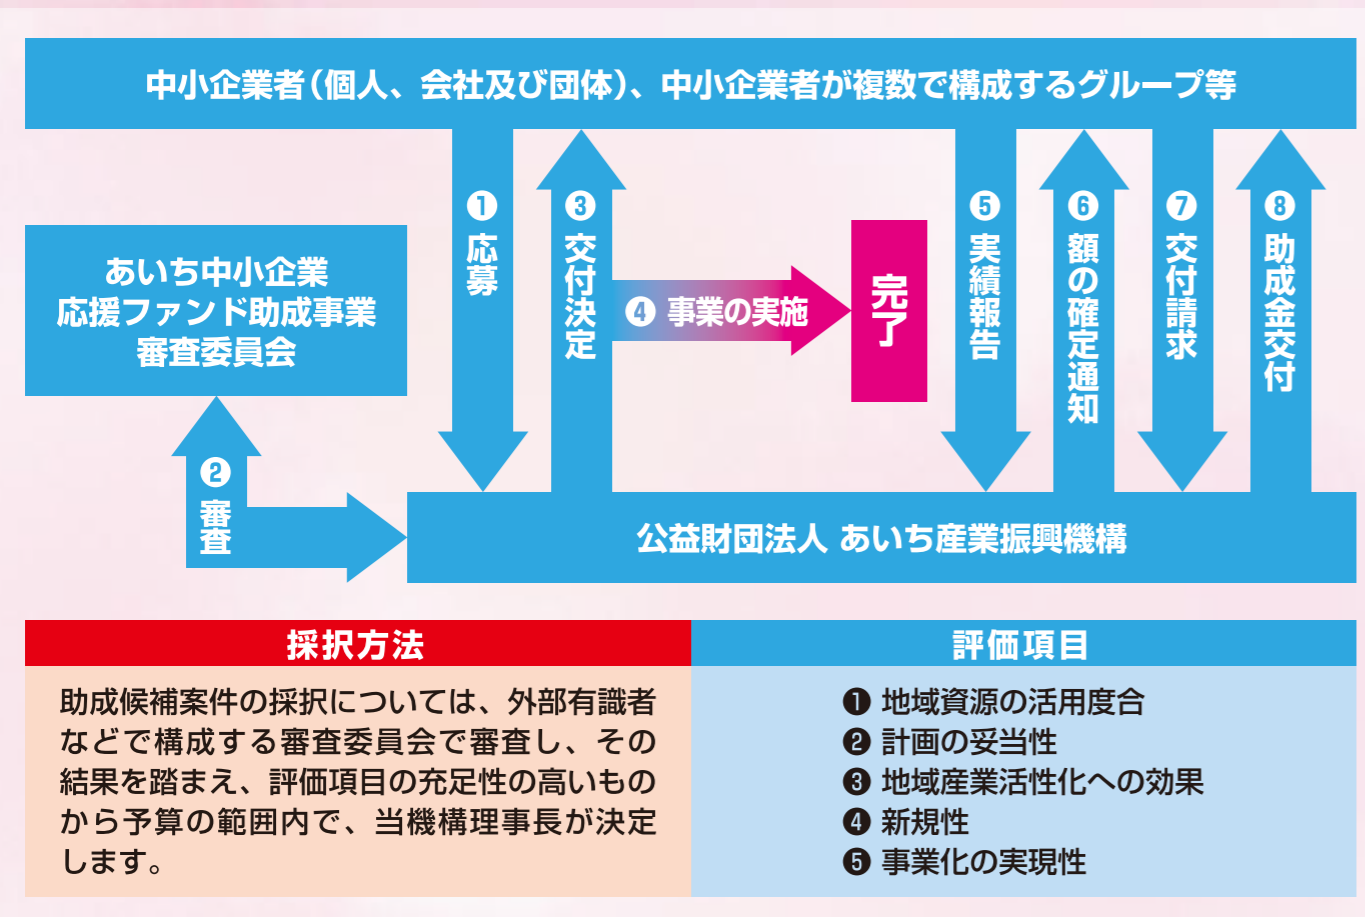 中小企業者（個人、会社及び団体）、中小企業者が複数で構成するグループ等
❶応募
❸交付決定
❺実績報告
❻額の確定通知
❼交付請求
❽助成金交付
あいち中小企業
応援ファンド助成事業
審査委員会
❹ 事業の実施
完了
❷審査
公益財団法人 あいち産業振興機構
採択方法
助成候補案件の採択については、外部有識者
などで構成する審査委員会で審査し、その
結果を踏まえ、評価項目の充足性の高いもの
から予算の範囲内で、当機構理事長が決定
します。
評価項目
❶ 地域資源の活用度合
❷ 計画の妥当性
❸ 地域産業活性化への効果
❹ 新規性
❺ 事業化の実現性